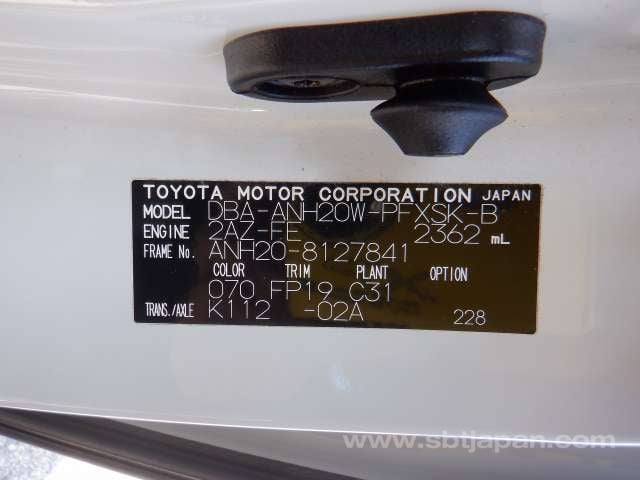 TOYOTA MOTOR CORPORATION JAPAN
MODEL DBA-ANH20W-PFXSK-B
ENGINE 2AZ-FE 2362 mL
FRAME No. ANH20-8127841
COLOR TRIM PLANT OPTION
070 FP19 C31
TRANS./AXLE K112 -02A 228
www.sbtjapan.com